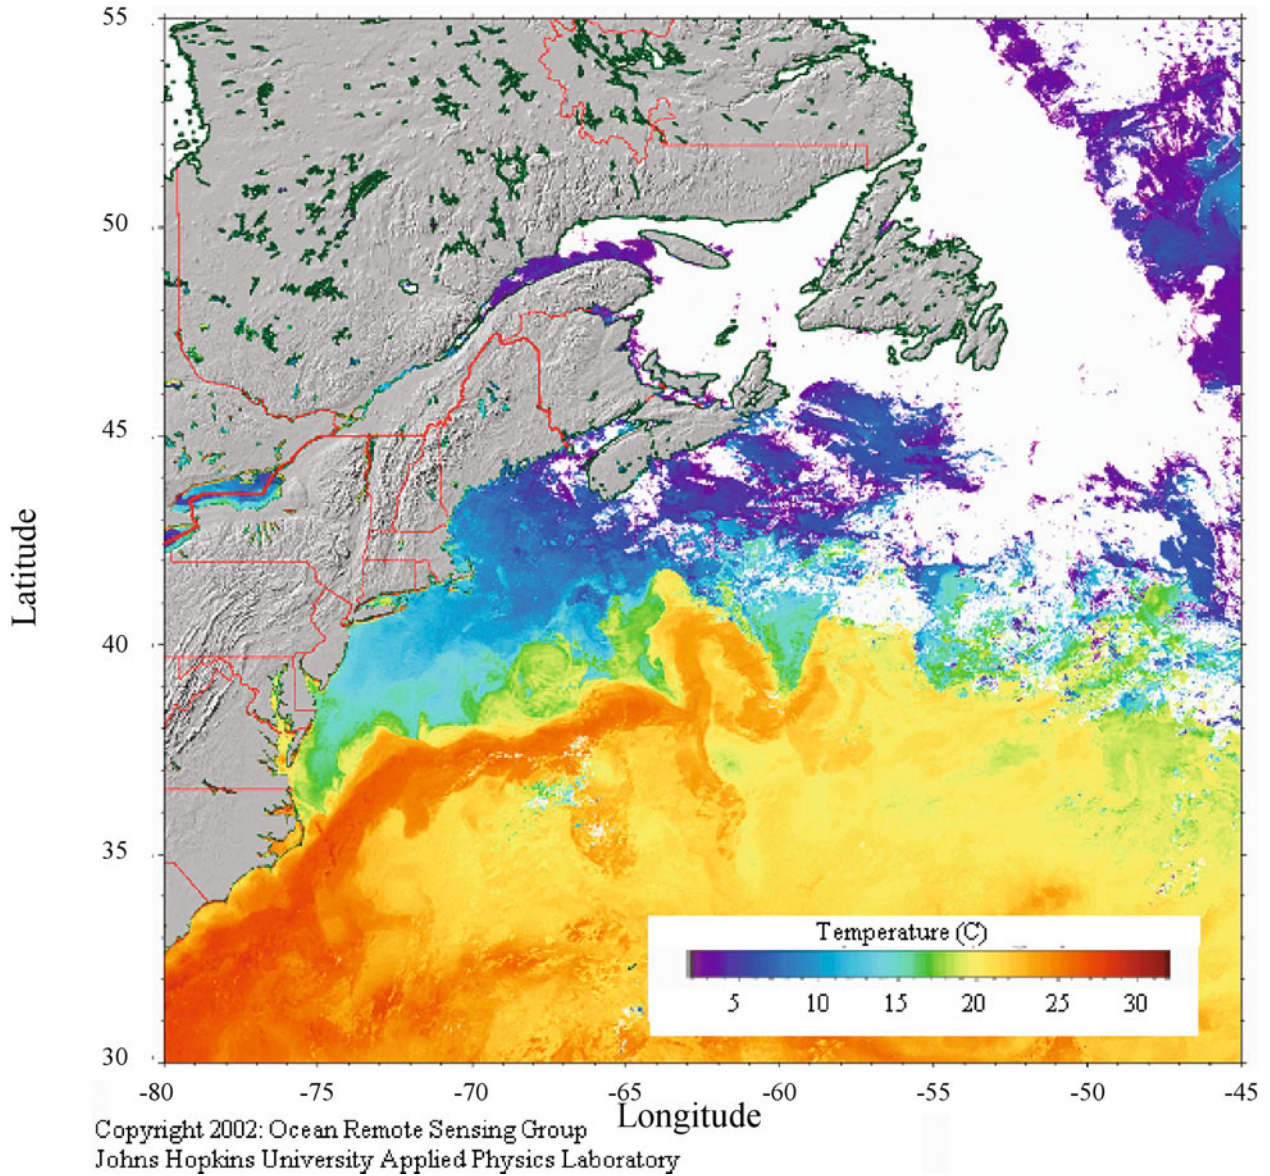 55
50
45
40
35
30
Latitude
Temperature (C)
5 10 15 20 25 30
-80 -75 -70 -65 -60 -55 -50 -45
Longitude
Copyright 2002: Ocean Remote Sensing Group
Johns Hopkins University Applied Physics Laboratory